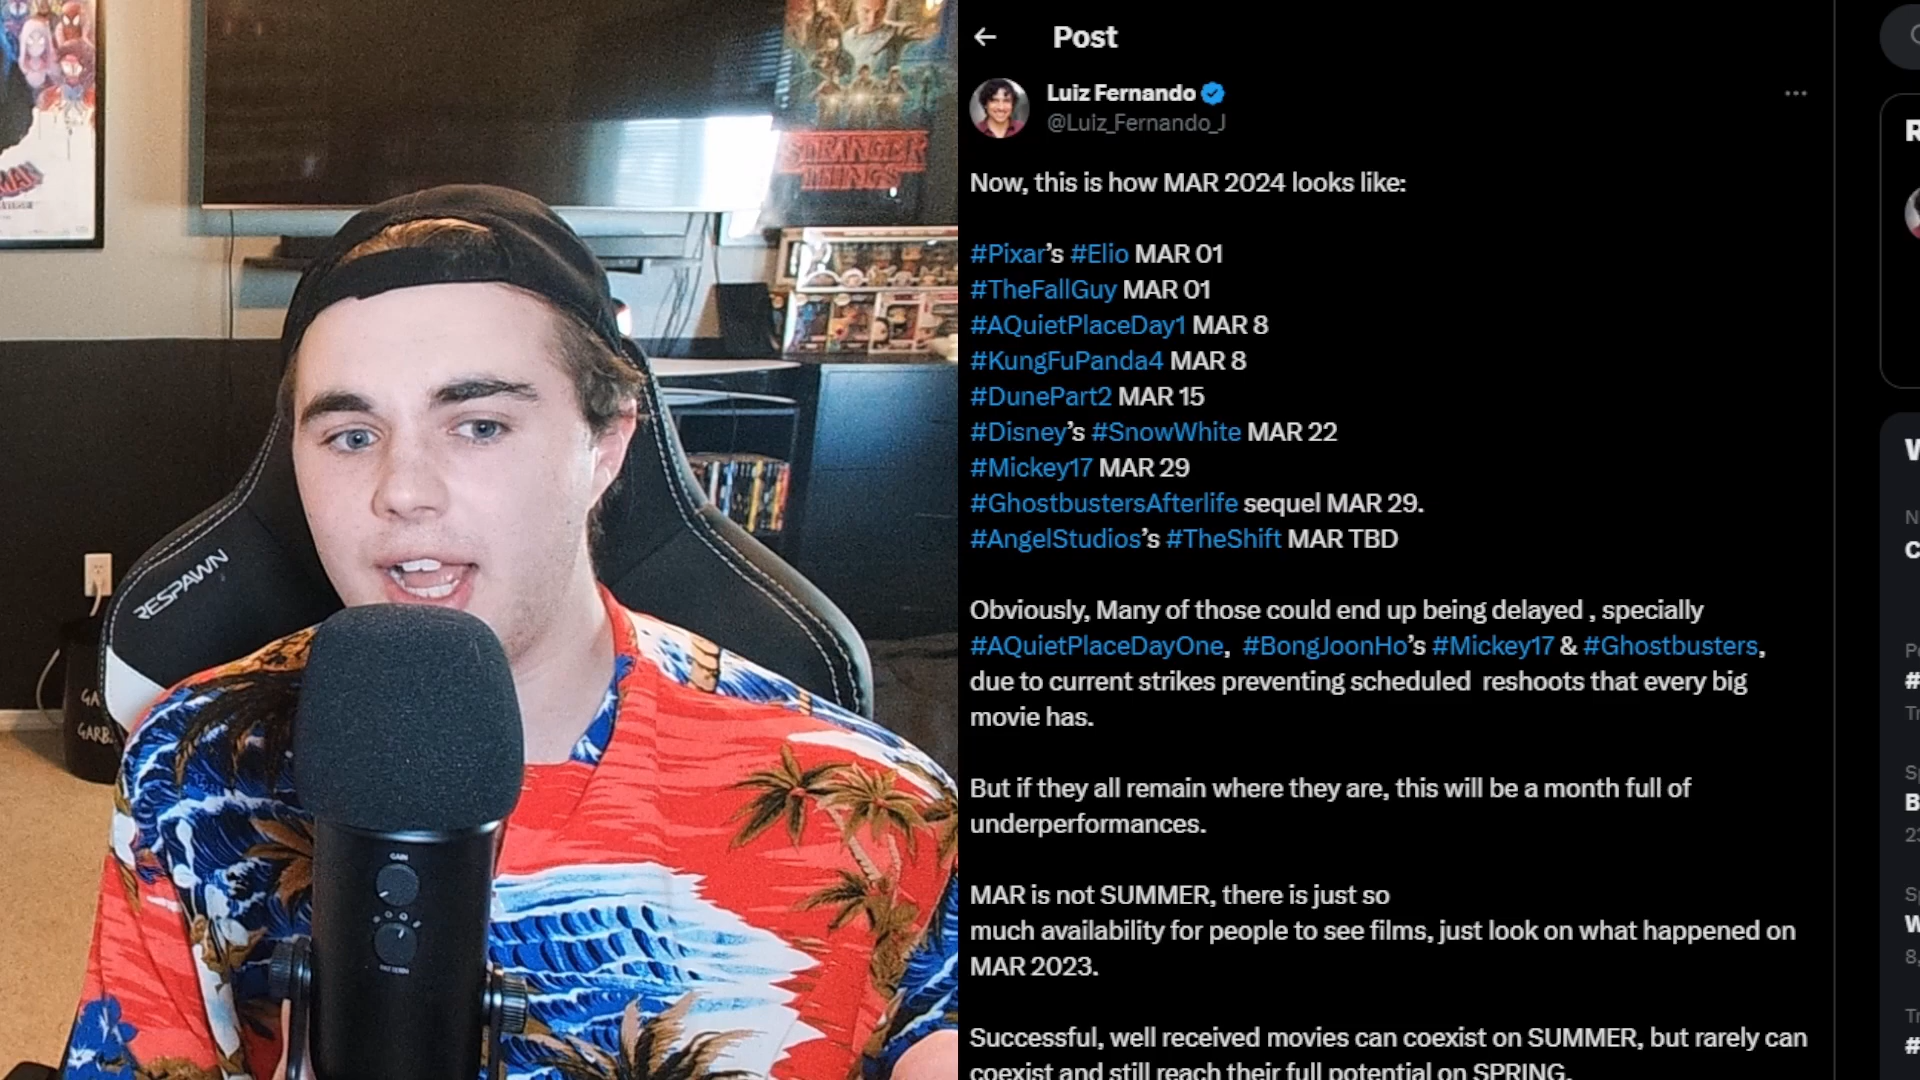 STRANGER
THINGS
RESPAWN
GARB
GAIN
Post
Luiz Fernando
@Luiz_Fernando_J
Now, this is how MAR 2024 looks like:
#Pixar’s #Elio MAR 01
#TheFallGuy MAR 01
#AQuietPlaceDay1 MAR 8
#KungFuPanda4 MAR 8
#DunePart2 MAR 15
#Disney’s #SnowWhite MAR 22
#Mickey17 MAR 29
#GhostbustersAfterlife sequel MAR 29.
#AngelStudios’s #TheShift MAR TBD
Obviously, Many of those could end up being delayed , specially
#AQuietPlaceDayOne, #BongJoonHo’s #Mickey17 & #Ghostbusters,
due to current strikes preventing scheduled reshoots that every big
movie has.
But if they all remain where they are, this will be a month full of
underperformances.
MAR is not SUMMER, there is just so
much availability for people to see films, just look on what happened on
MAR 2023.
Successful, well received movies can coexist on SUMMER, but rarely can
coexist and still reach their full potential on SPRING.